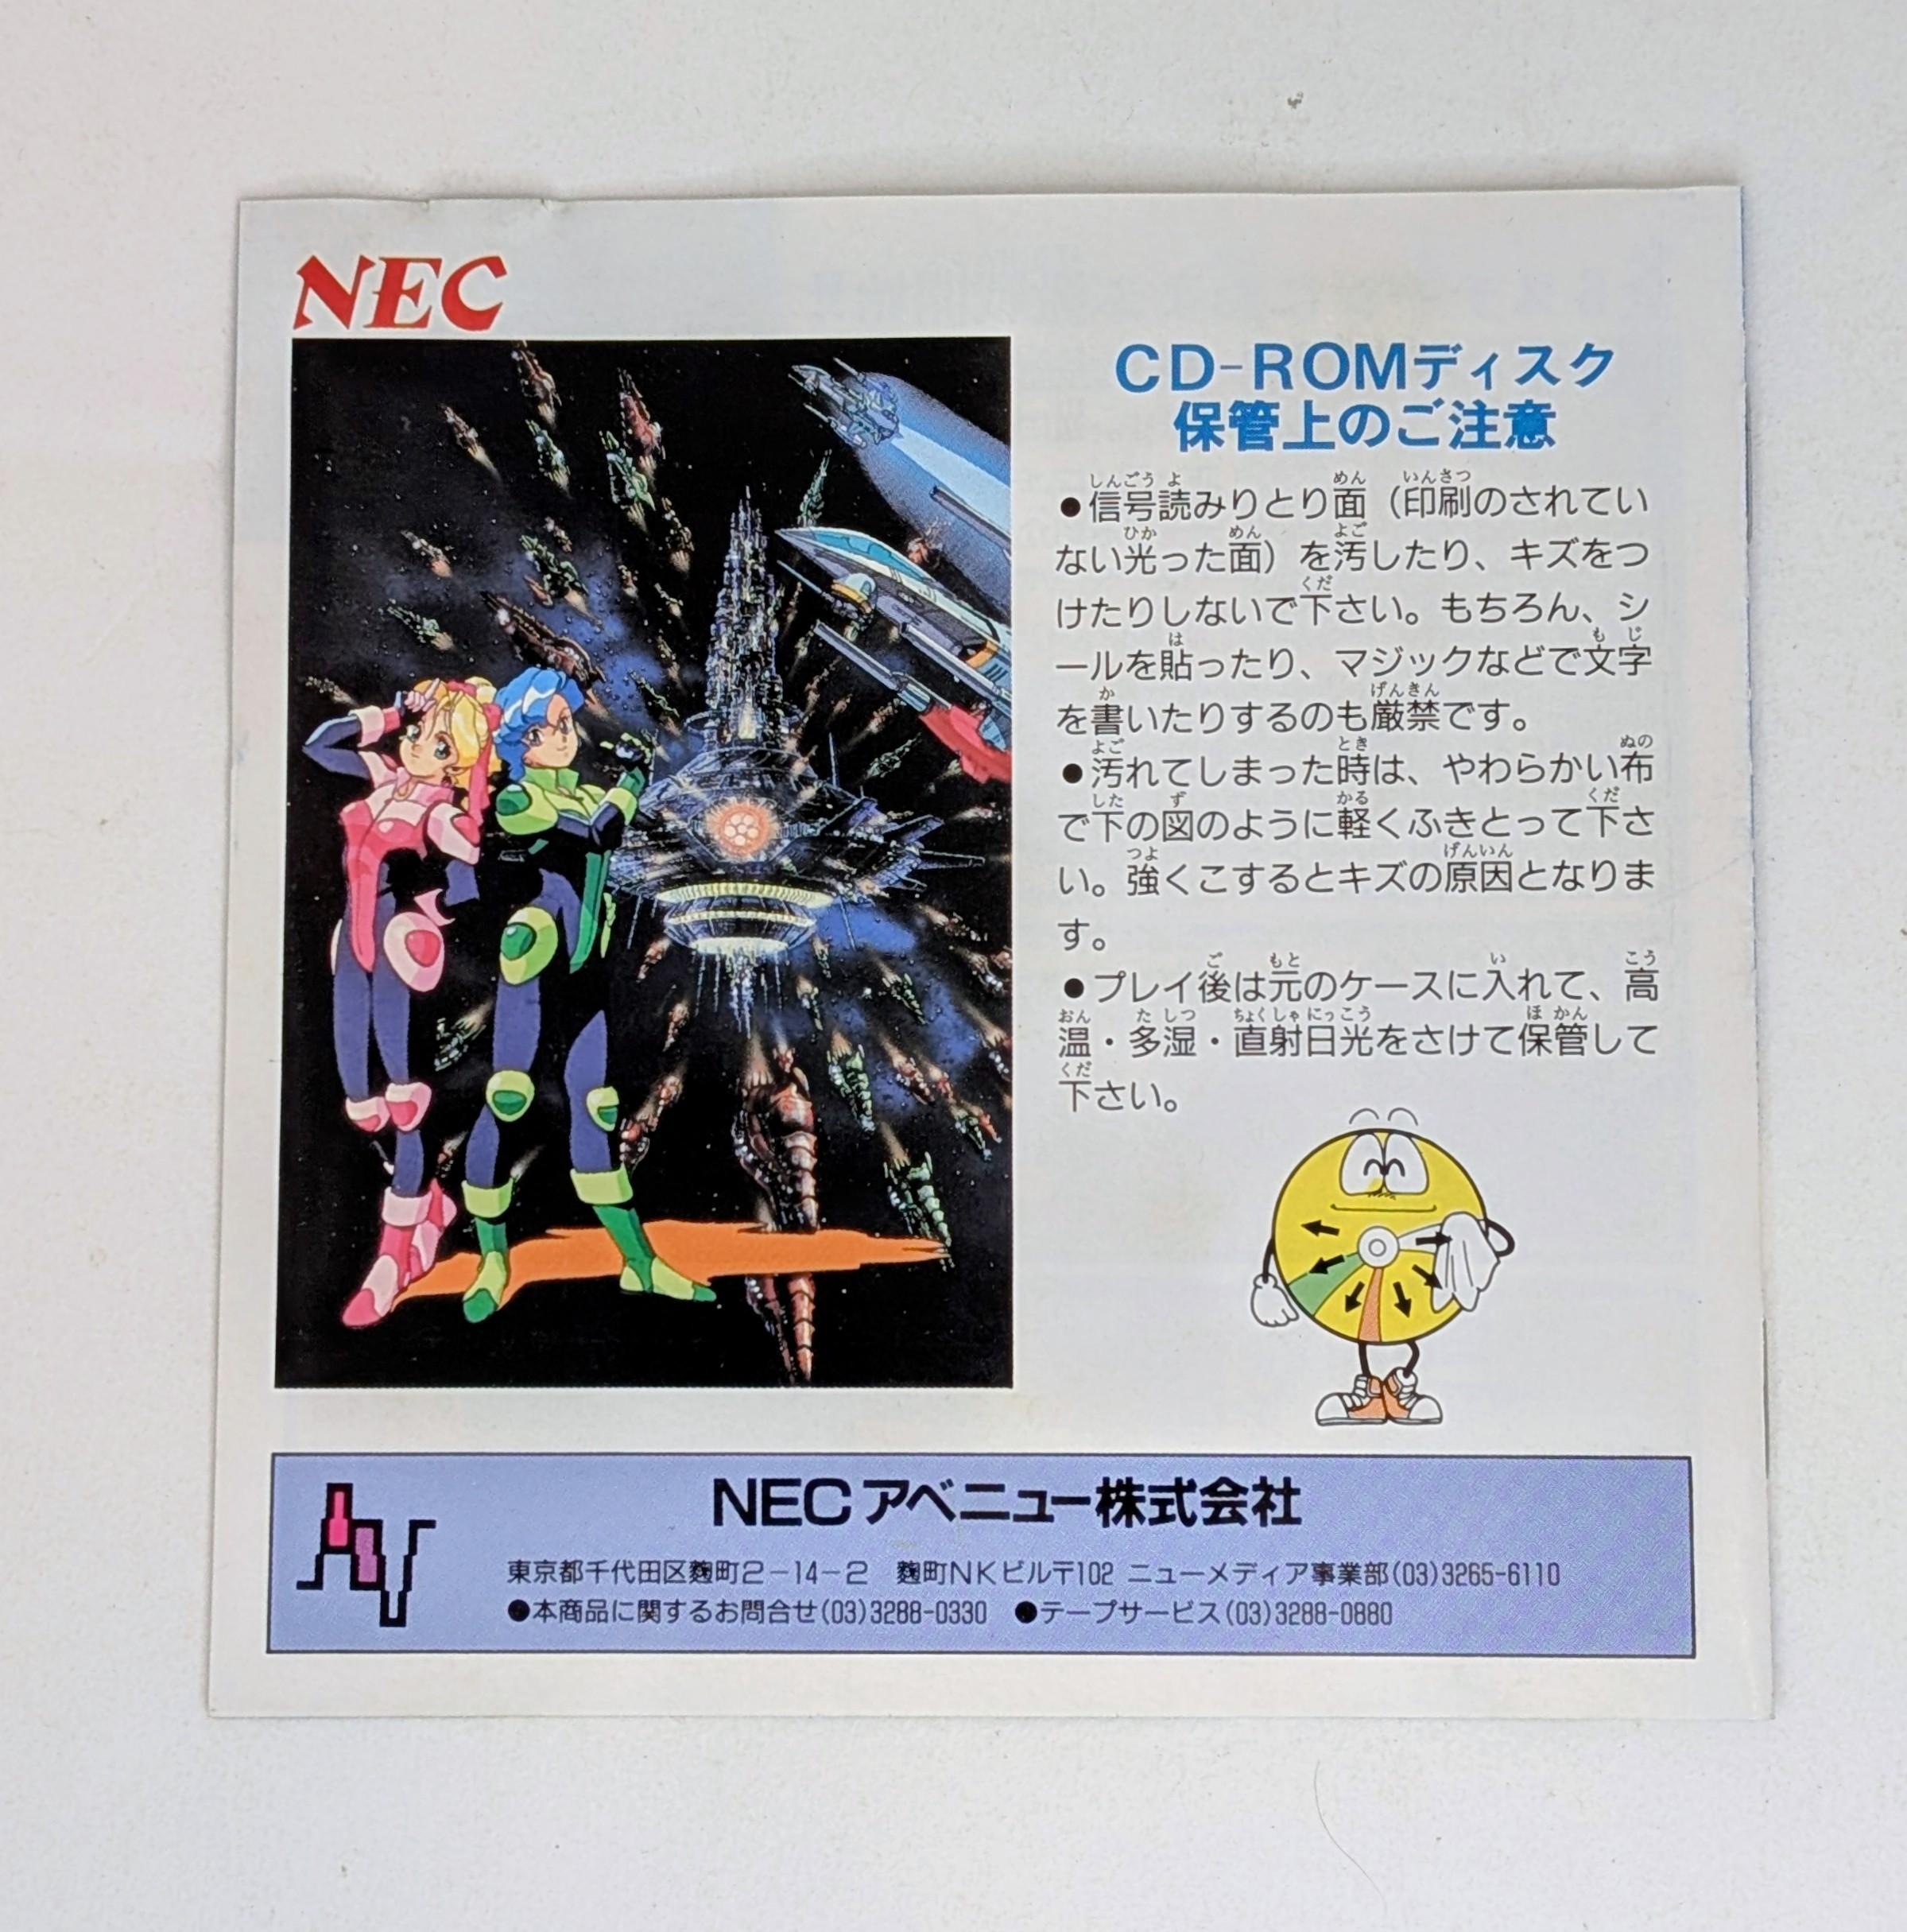 NEC
CD-ROMディスク
保管上のご注意
●信号読みりとり面（印刷のされてい
ない光った面）を汚したり、キズをつ
けたりしないで下さい。もちろん、シ
ールを貼ったり、マジックなどで文字
を書いたりするのも厳禁です。
●汚れてしまった時は、やわらかい布
で下の図のように軽くふきとって下さ
い。強くこするとキズの原因となりま
す。
●プレイ後は元のケースに入れて、高
温・多湿・直射日光をさけて保管して
下さい。
NECアベニュー株式会社
東京都千代田区麴町2-14-2 麴町NKビル〒102 ニューメディア事業部(03)3265-6110
●本商品に関するお問合せ(03)3288-0330 ●テープサービス(03)3288-0880